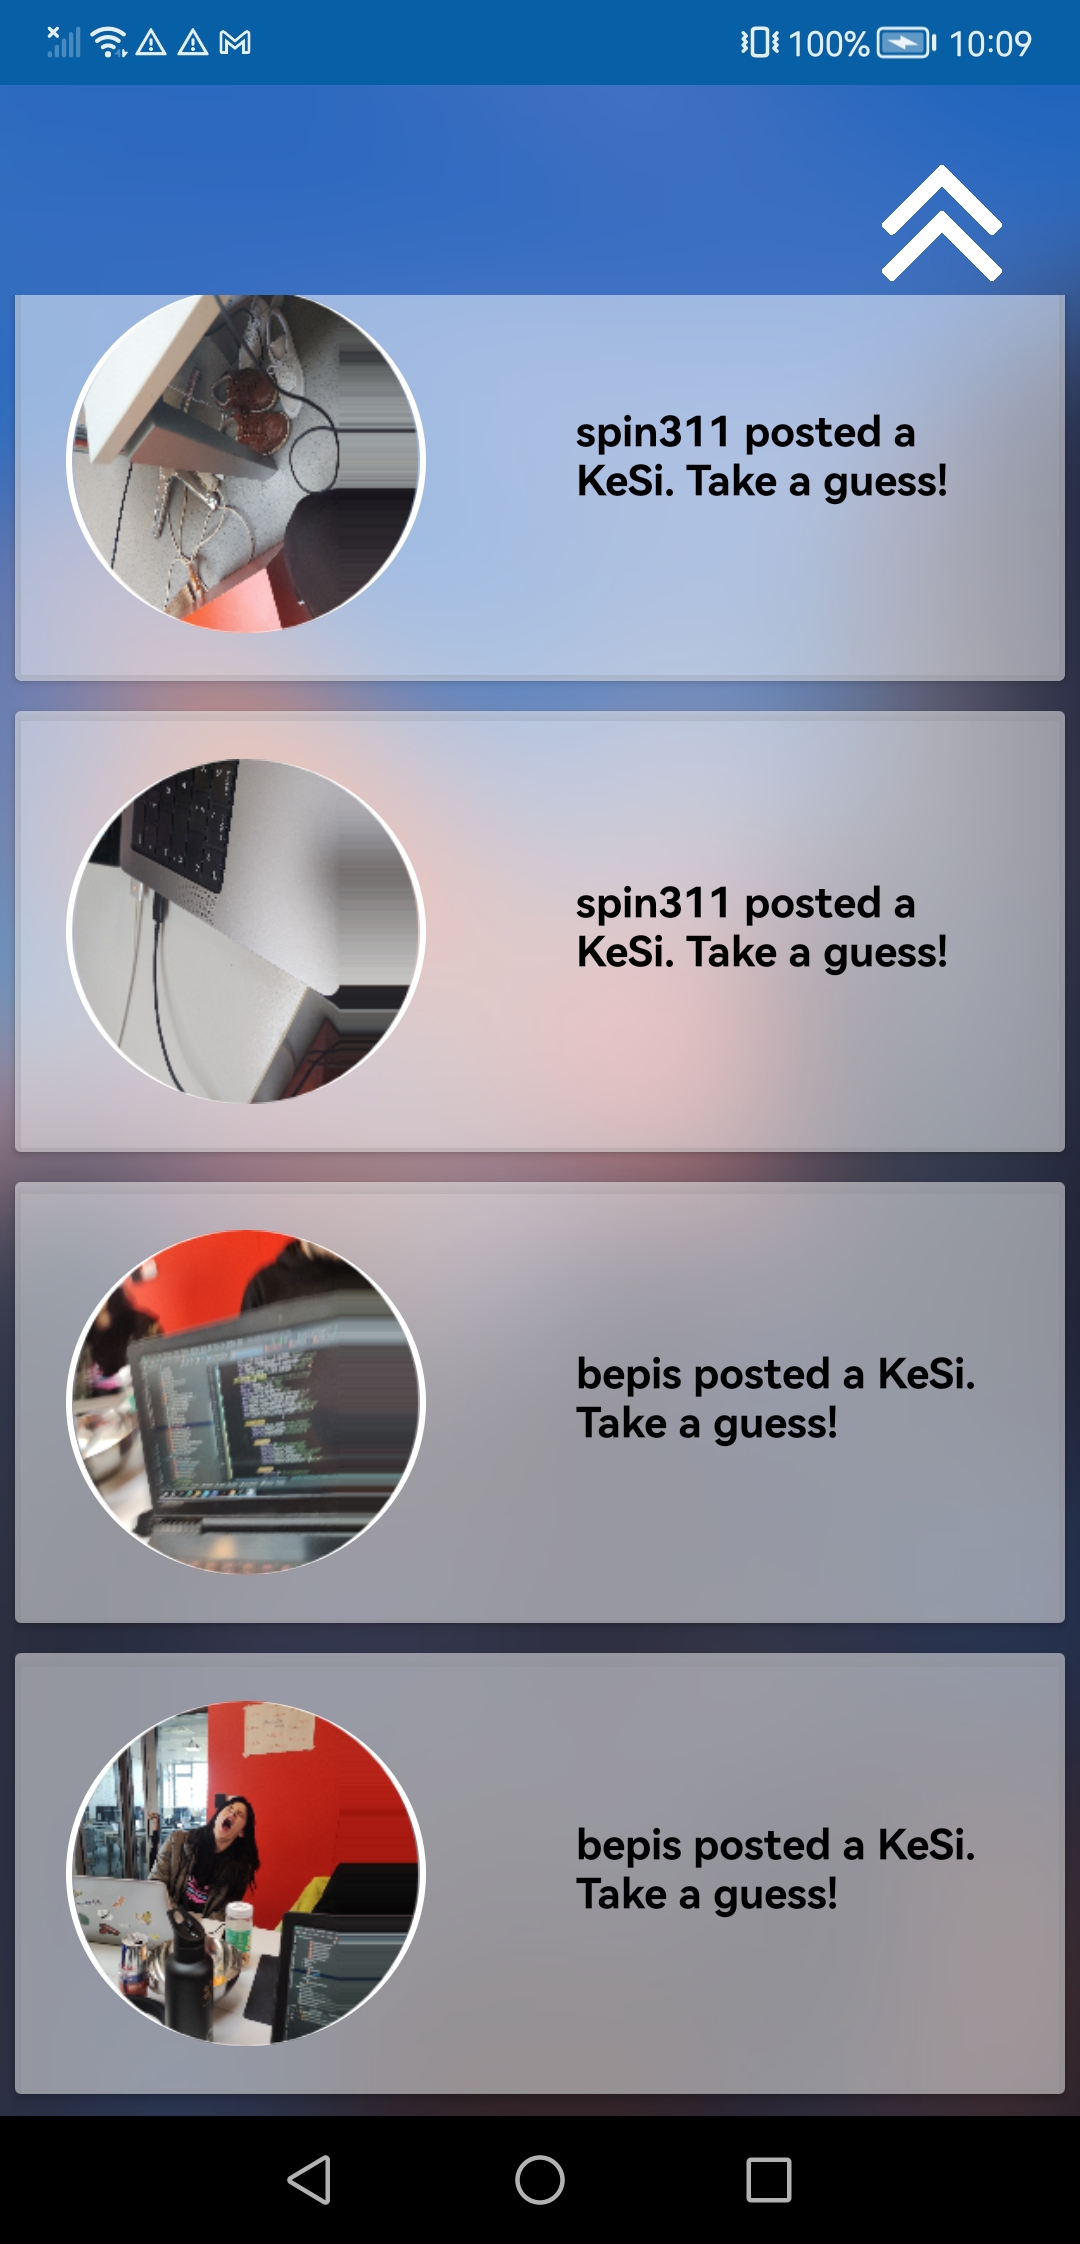 100% 10:09
spin311 posted a
KeSi. Take a guess!
spin311 posted a
KeSi. Take a guess!
bepis posted a KeSi.
Take a guess!
bepis posted a KeSi.
Take a guess!